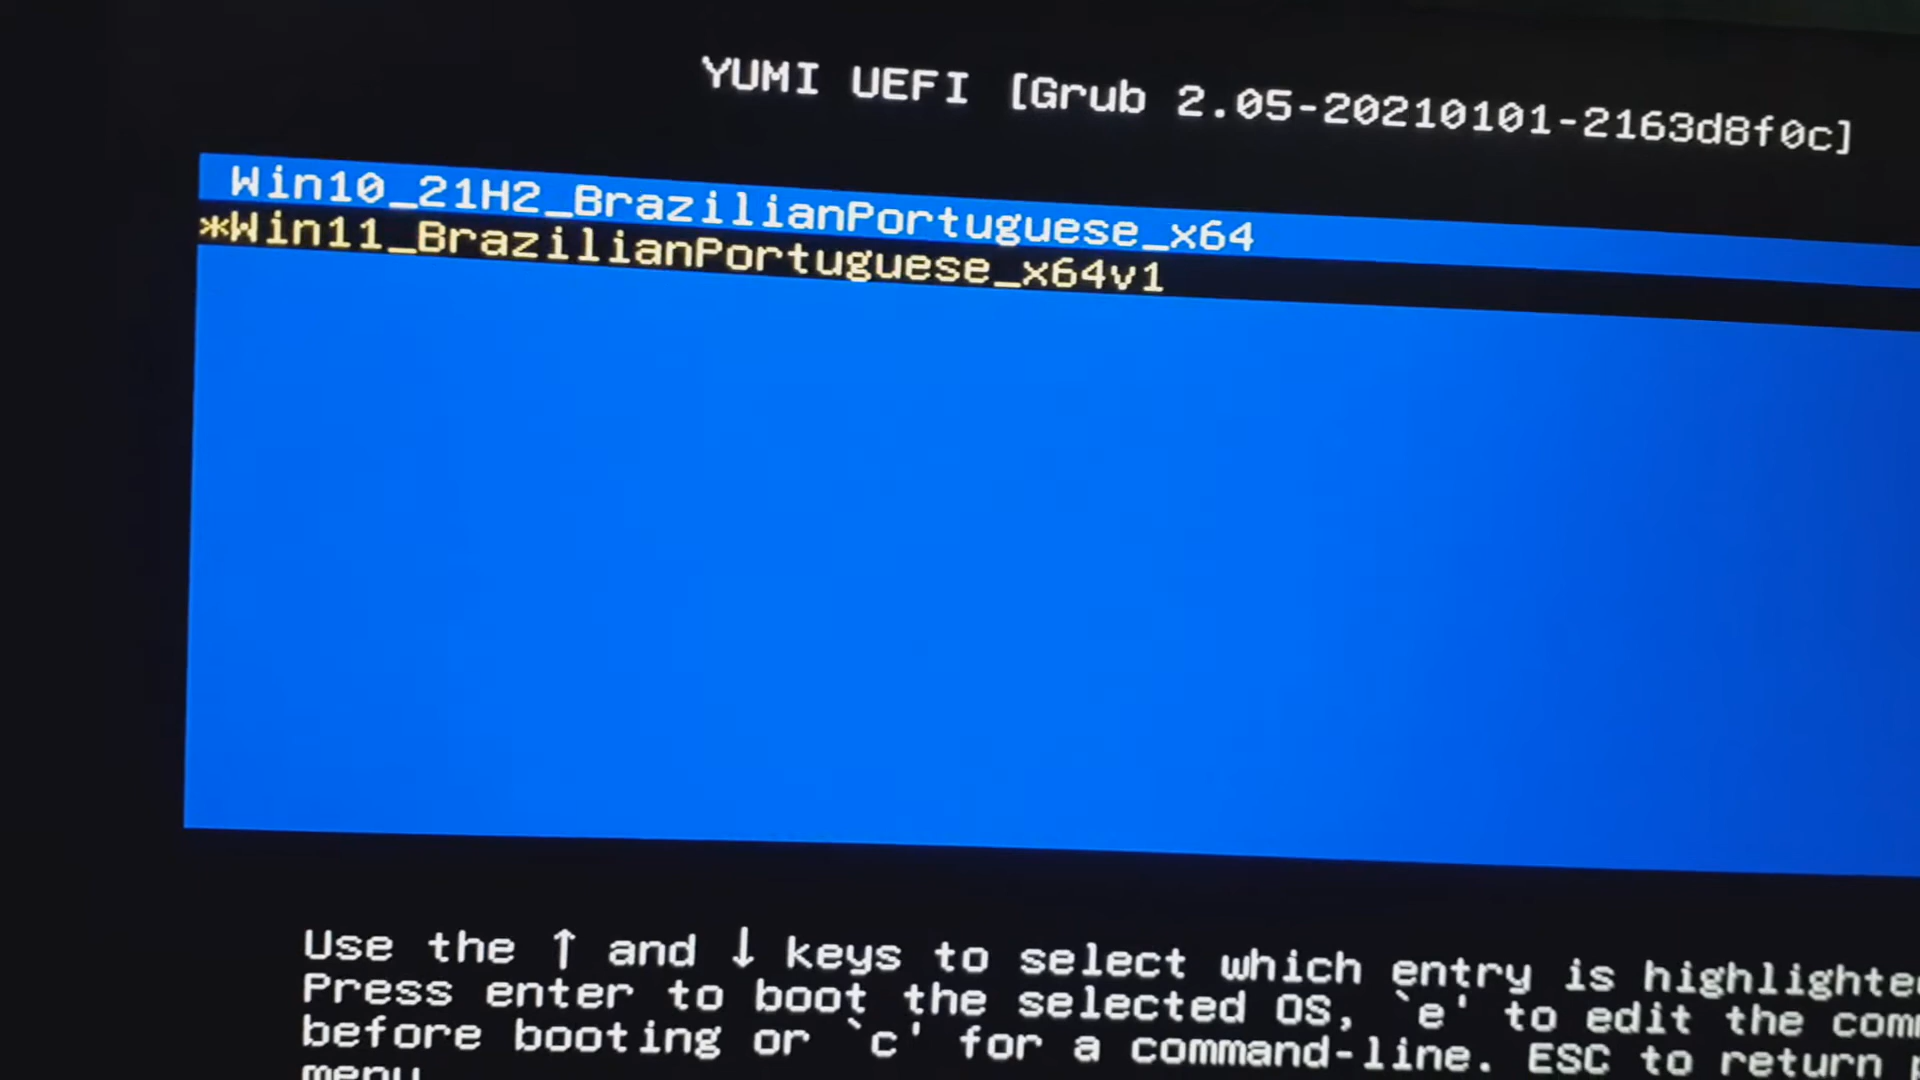 YUMI UEFI [Grub 2.05-20210101-2163d8f0c]
Win10_21H2_BrazilianPortuguese_x64
*Win11_BrazilianPortuguese_x64v1
Use the ↑ and ↓ keys to select which entry is highlighte
Press enter to boot the selected OS, `e' to edit the com
before booting or `c' for a command-line. ESC to return
menu